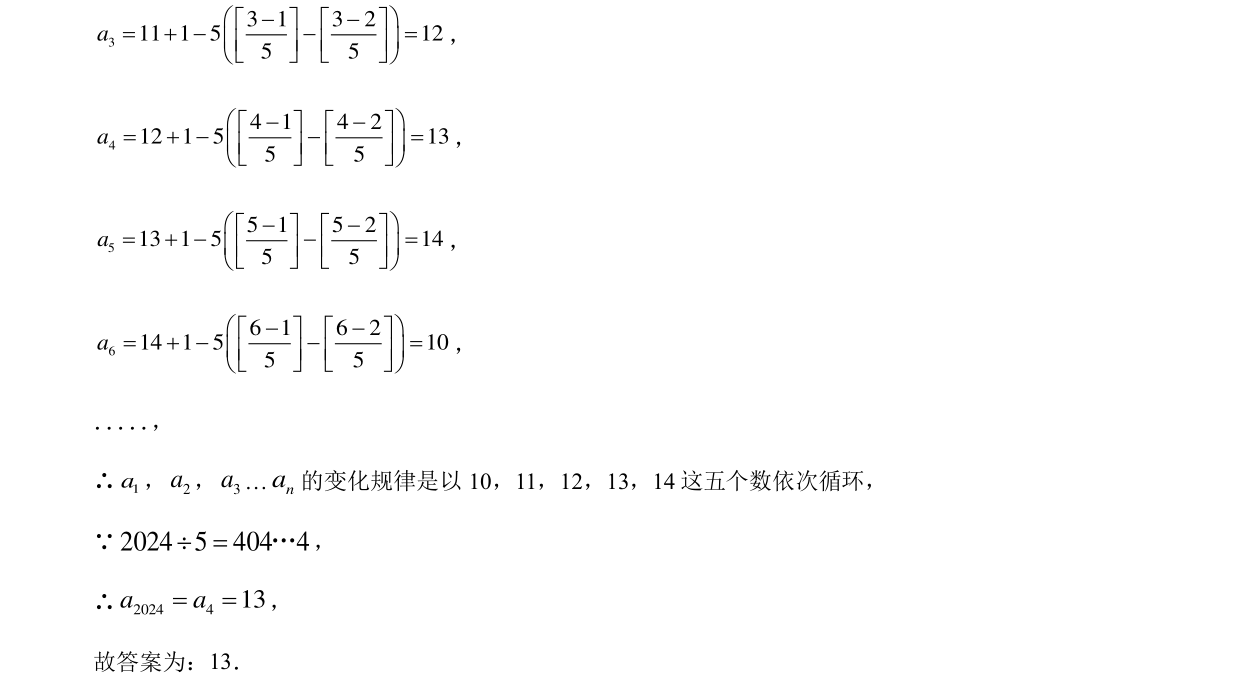 a₃ = 11+1−5([3−1/5]−[3−2/5]) = 12，
a₄ = 12+1−5([4−1/5]−[4−2/5]) = 13，
a₅ = 13+1−5([5−1/5]−[5−2/5]) = 14，
a₆ = 14+1−5([6−1/5]−[6−2/5]) = 10，
.....，
∴ a₁，a₂，a₃…aₙ 的变化规律是以 10，11，12，13，14 这五个数依次循环，
∵ 2024÷5=404⋯4，
∴ a₂₀₂₄ = a₄ = 13，
故答案为：13．